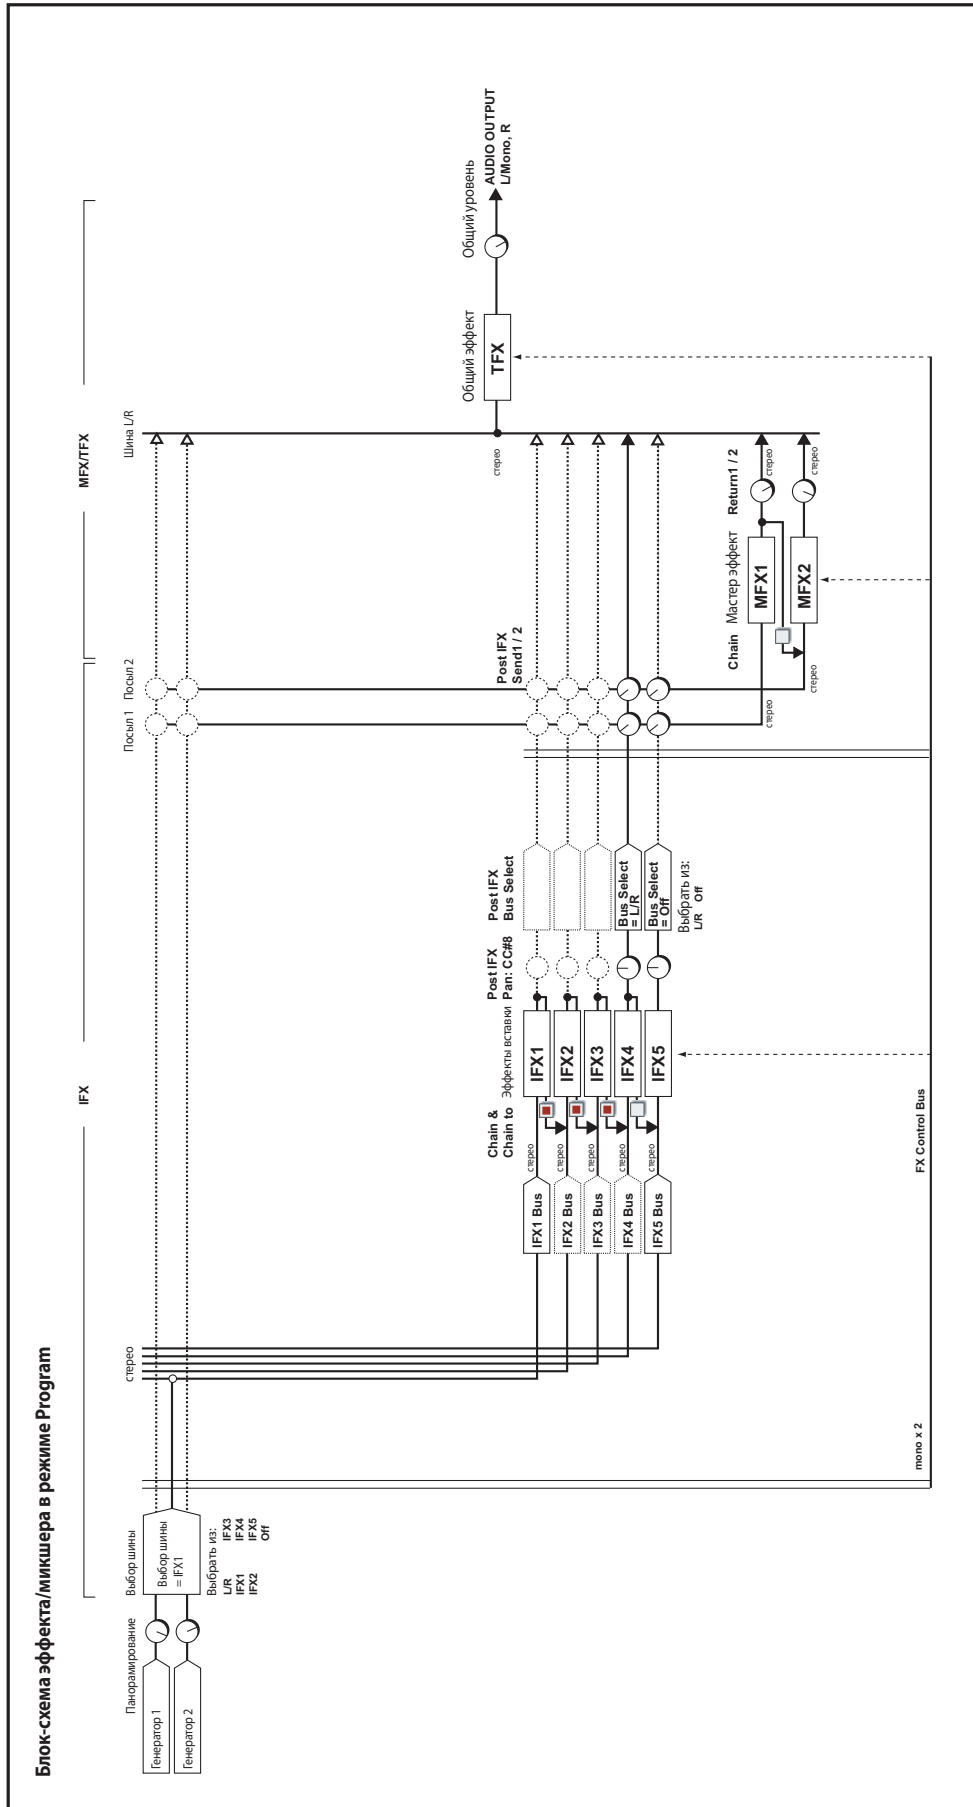 Блок-схема эффекта/микшера в режиме Program
IFX
MFX/TFX
Панорамирование
Выбор шины
стерео
Посыл 1
Посыл 2
Шина L/R
Генератор 1
Генератор 2
Выбор шины
= IFX1
Выбрать из:
L/R IFX3
IFX1 IFX4
IFX2 IFX5
Off
стерео
Общий эффект
TFX
Общий уровень
AUDIO OUTPUT
L/Mono, R
Chain &
Chain to
Эффекты вставки
Post IFX
Pan: CC#8
Post IFX
Bus Select
Post IFX
Send1 / 2
IFX1 Bus
стерео
IFX1
IFX2 Bus
стерео
IFX2
IFX3 Bus
стерео
IFX3
IFX4 Bus
стерео
IFX4
Bus Select
= L/R
IFX5 Bus
стерео
IFX5
Bus Select
= Off
Выбрать из:
L/R Off
Chain
Мастер эффект
Return1 / 2
стерео
MFX1
стерео
стерео
MFX2
стерео
mono x 2
FX Control Bus